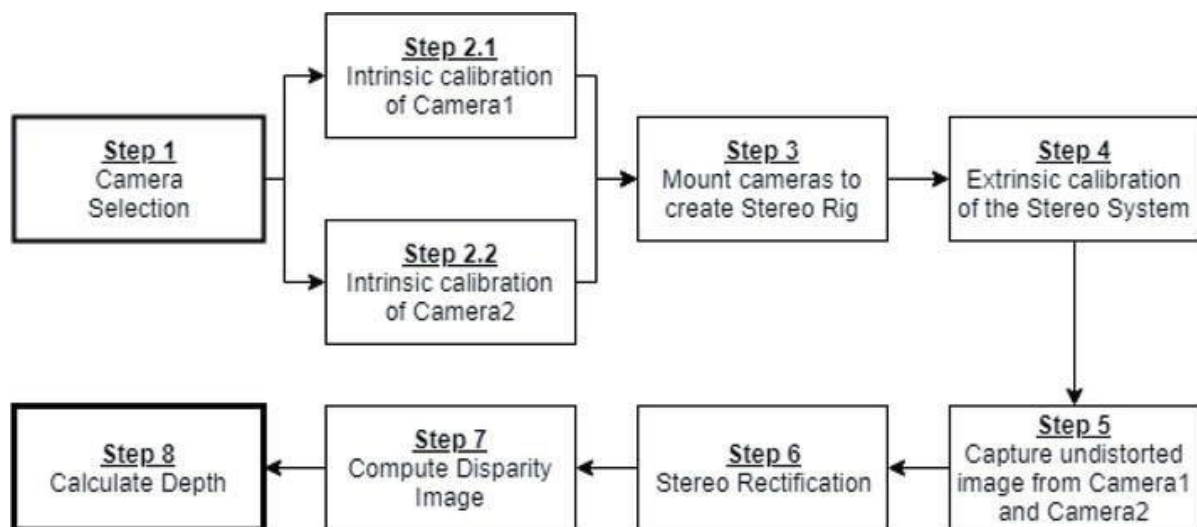 Step 1
Camera
Selection
Step 2.1
Intrinsic calibration
of Camera1
Step 2.2
Intrinsic calibration
of Camera2
Step 3
Mount cameras to
create Stereo Rig
Step 4
Extrinsic calibration
of the Stereo System
Step 5
Capture undistorted
image from Camera1
and Camera2
Step 6
Stereo Rectification
Step 7
Compute Disparity
Image
Step 8
Calculate Depth